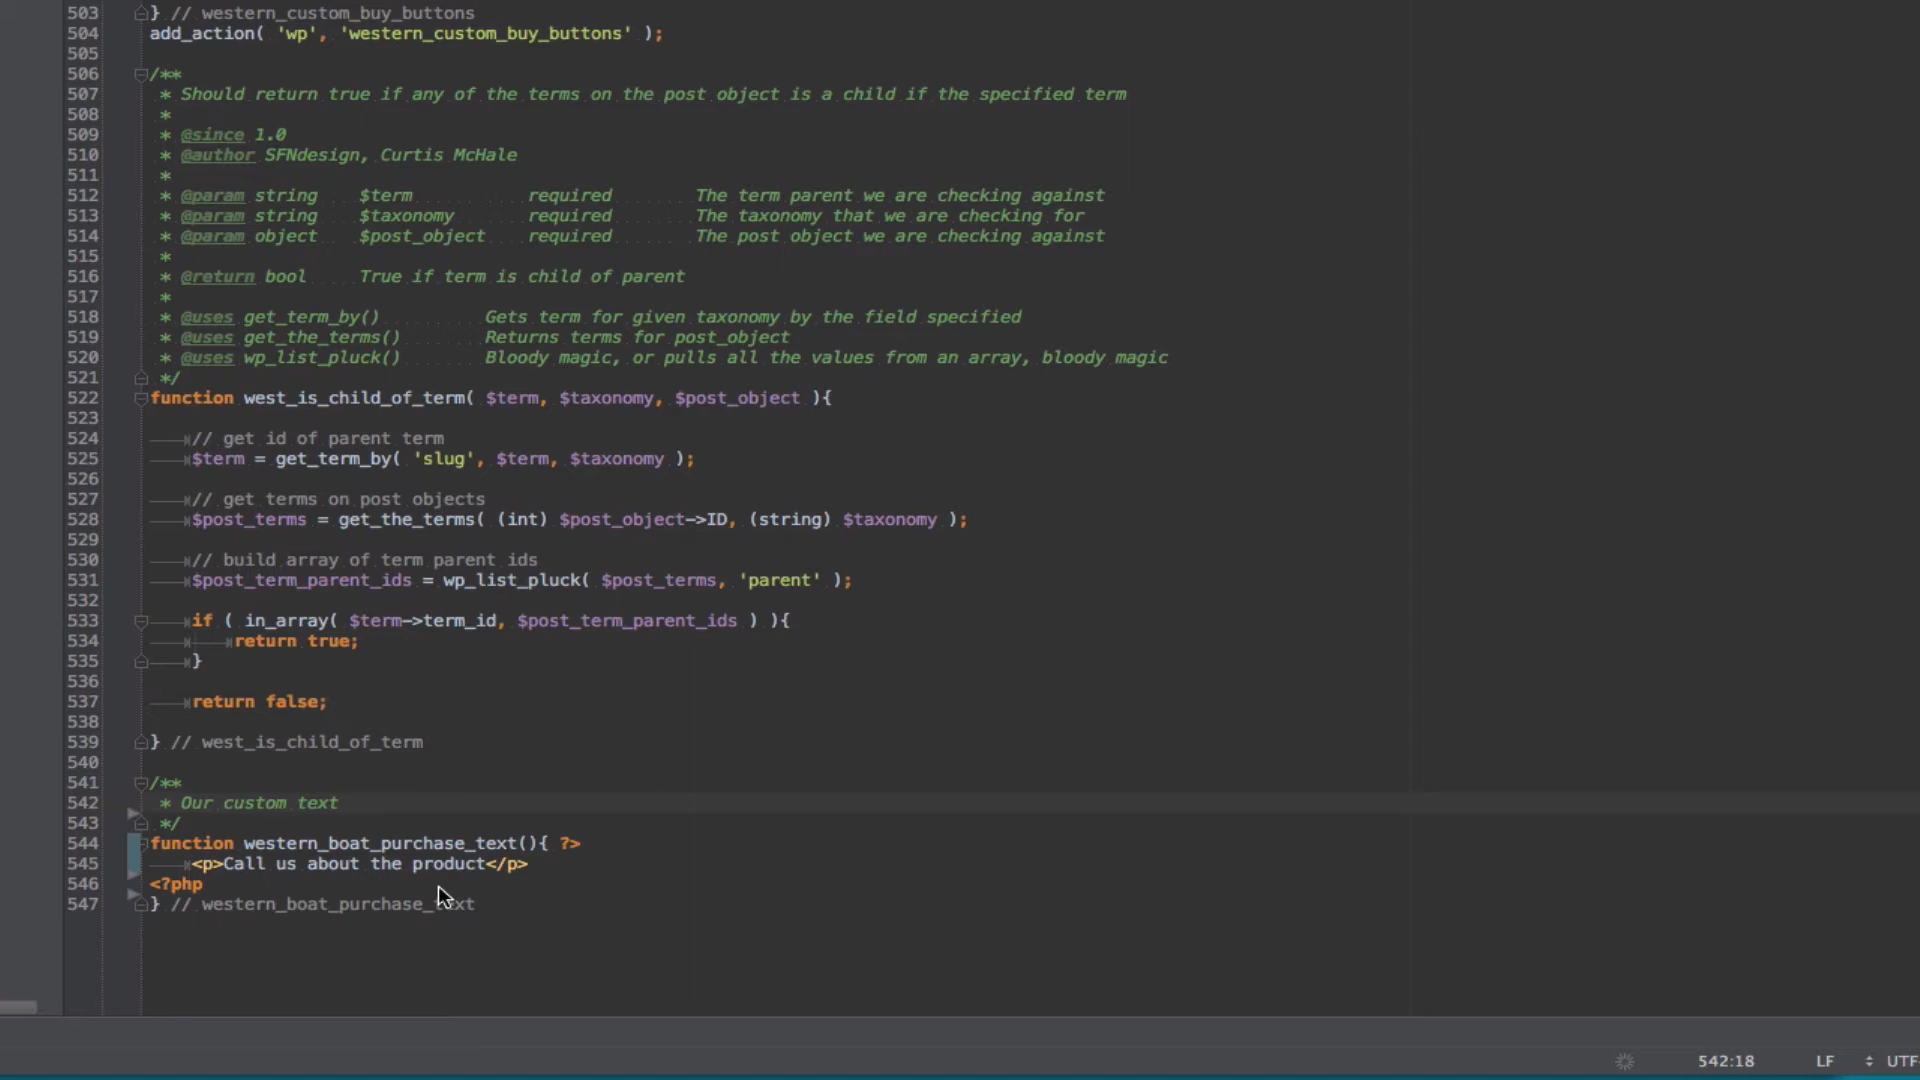 503 } // western_custom_buy_buttons
504 add_action( 'wp', 'western_custom_buy_buttons' );
505
506 /**
507 * Should return true if any of the terms on the post object is a child if the specified term
508 *
509 * @since 1.0
510 * @author SFNdesign, Curtis McHale
511 *
512 * @param string $term required The term parent we are checking against
513 * @param string $taxonomy required The taxonomy that we are checking for
514 * @param object $post_object required The post object we are checking against
515 *
516 * @return bool True if term is child of parent
517 *
518 * @uses get_term_by() Gets term for given taxonomy by the field specified
519 * @uses get_the_terms() Returns terms for post_object
520 * @uses wp_list_pluck() Bloody magic, or pulls all the values from an array, bloody magic
521 */
522 function west_is_child_of_term( $term, $taxonomy, $post_object ){
523
524 // get id of parent term
525 $term = get_term_by( 'slug', $term, $taxonomy );
526
527 // get terms on post objects
528 $post_terms = get_the_terms( (int) $post_object->ID, (string) $taxonomy );
529
530 // build array of term parent ids
531 $post_term_parent_ids = wp_list_pluck( $post_terms, 'parent' );
532
533 if ( in_array( $term->term_id, $post_term_parent_ids ) ){
534 return true;
535 }
536
537 return false;
538
539 } // west_is_child_of_term
540
541 /**
542 * Our custom text
543 */
544 function western_boat_purchase_text(){ ?>
545 <p>Call us about the product</p>
546 <?php
547 } // western_boat_purchase_text
542:18 LF UTF